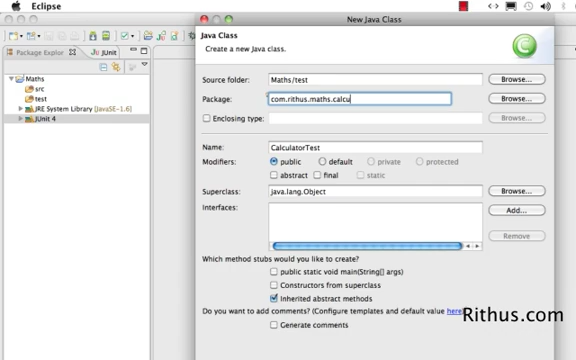 Eclipse
New Java Class
Java Class
Create a new Java class.
Package Explorer
JUnit
Maths
src
test
JRE System Library [JavaSE-1.6]
JUnit 4
Source folder:
Maths/test
Browse...
Package:
com.rithus.maths.calcu
Browse...
Enclosing type:
Browse...
Name:
CalculatorTest
Modifiers:
public
default
private
protected
abstract
final
static
Superclass:
java.lang.Object
Browse...
Interfaces:
Add...
Remove
Which method stubs would you like to create?
public static void main(String[] args)
Constructors from superclass
Inherited abstract methods
Do you want to add comments? (Configure templates and default value here)
Generate comments
Rithus.com